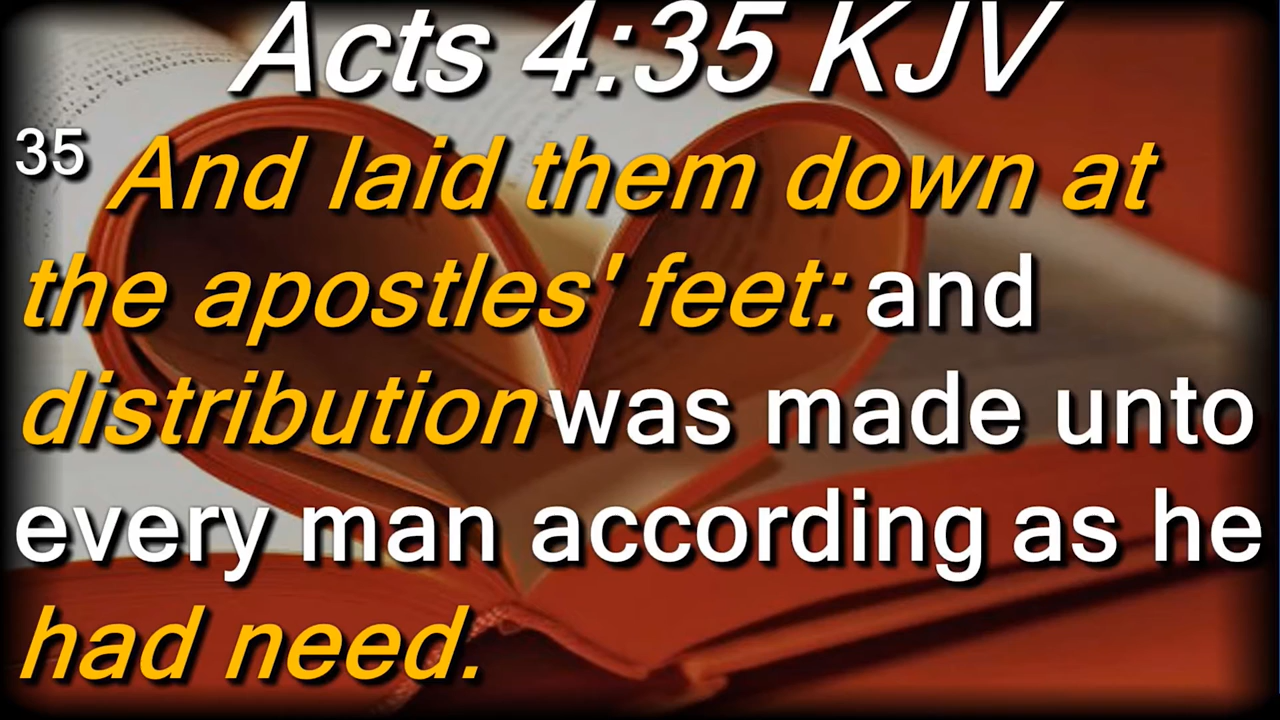 Acts 4:35 KJV
35 And laid them down at
the apostles' feet: and
distribution was made unto
every man according as he
had need.